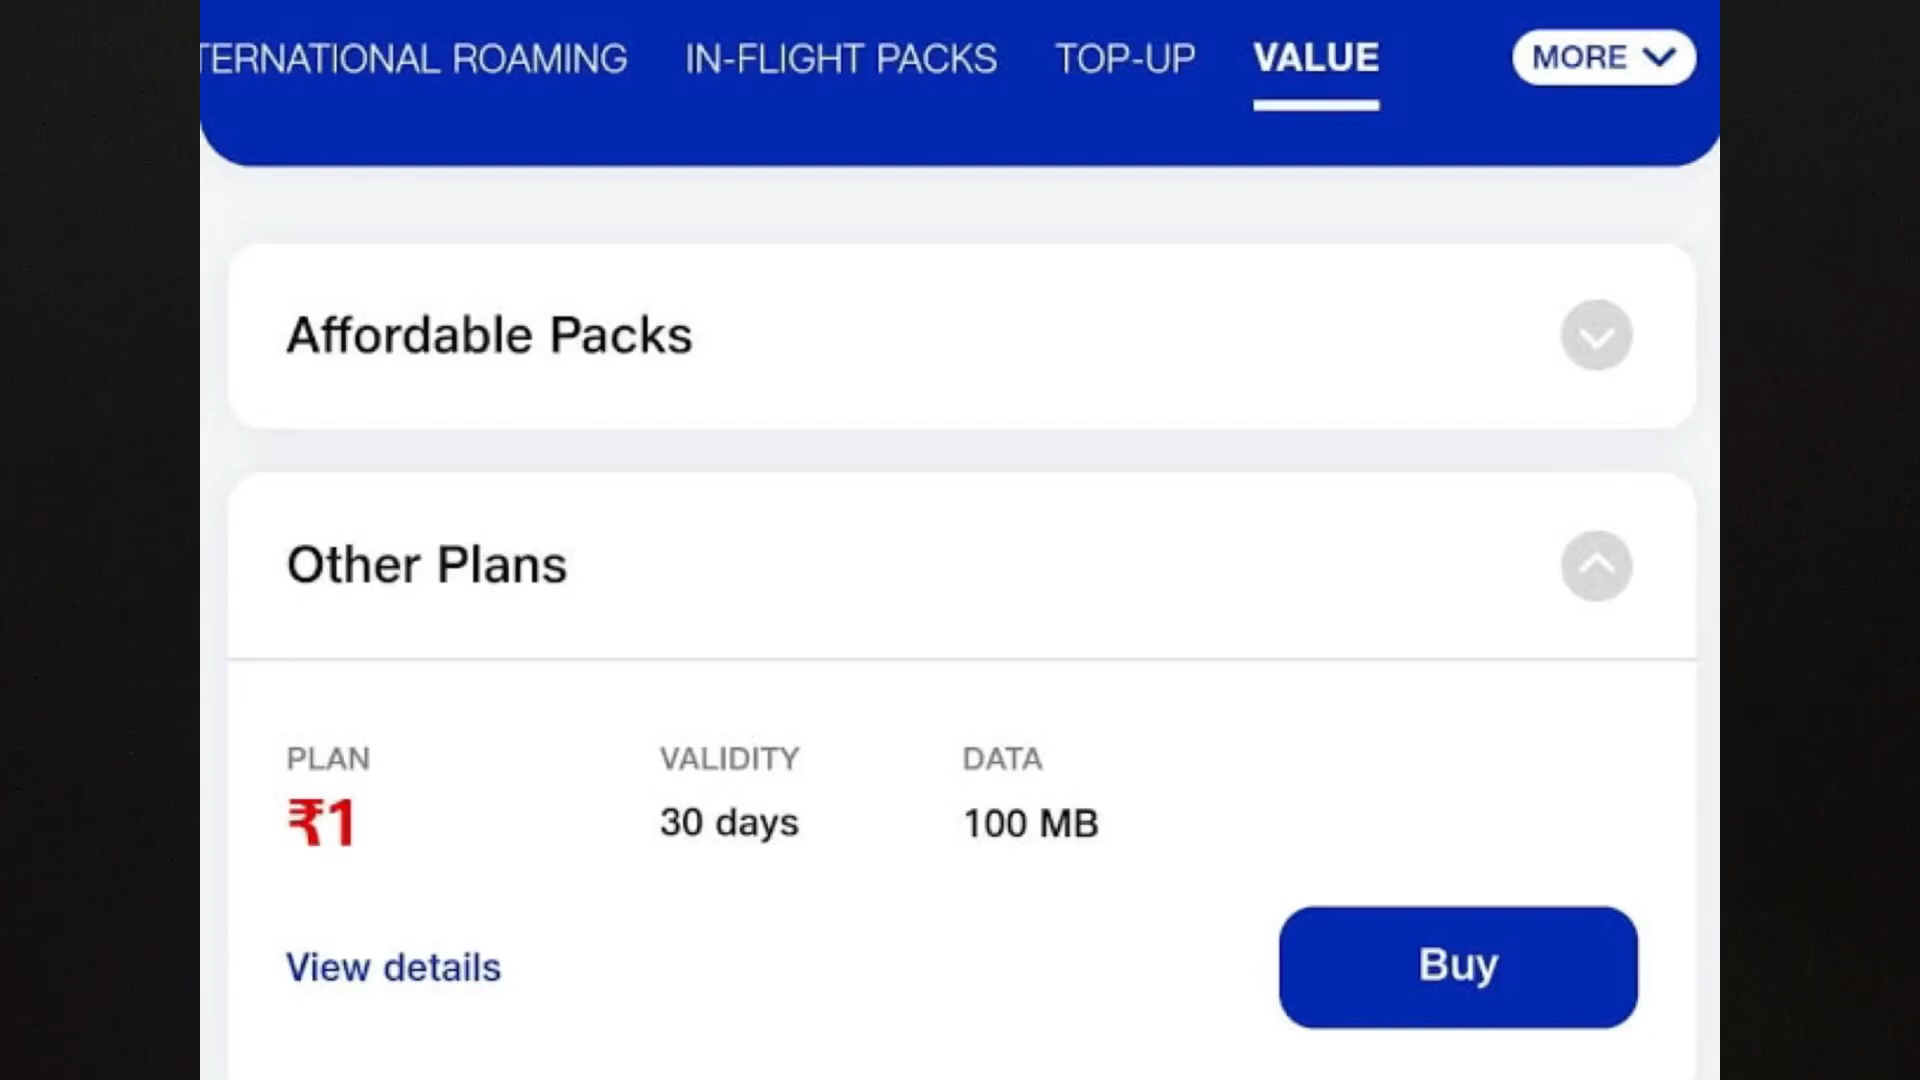 TERNATIONAL ROAMING IN-FLIGHT PACKS TOP-UP VALUE MORE
Affordable Packs
Other Plans
PLAN VALIDITY DATA
₹1 30 days 100 MB
View details Buy